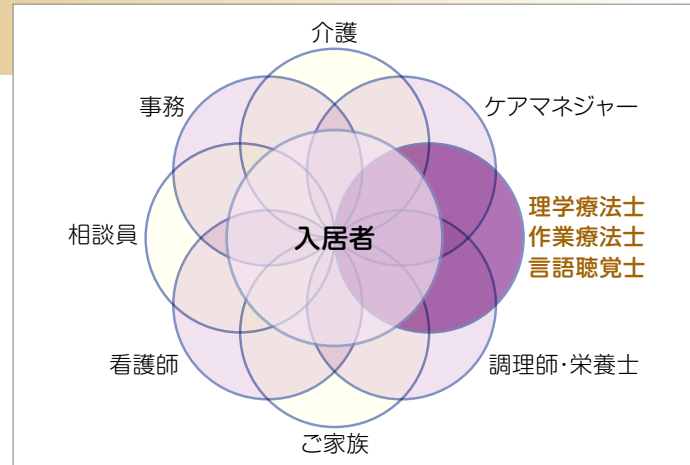 介護
事務
ケアマネジャー
理学療法士
作業療法士
言語聴覚士
相談員
入居者
看護師
調理師・栄養士
ご家族